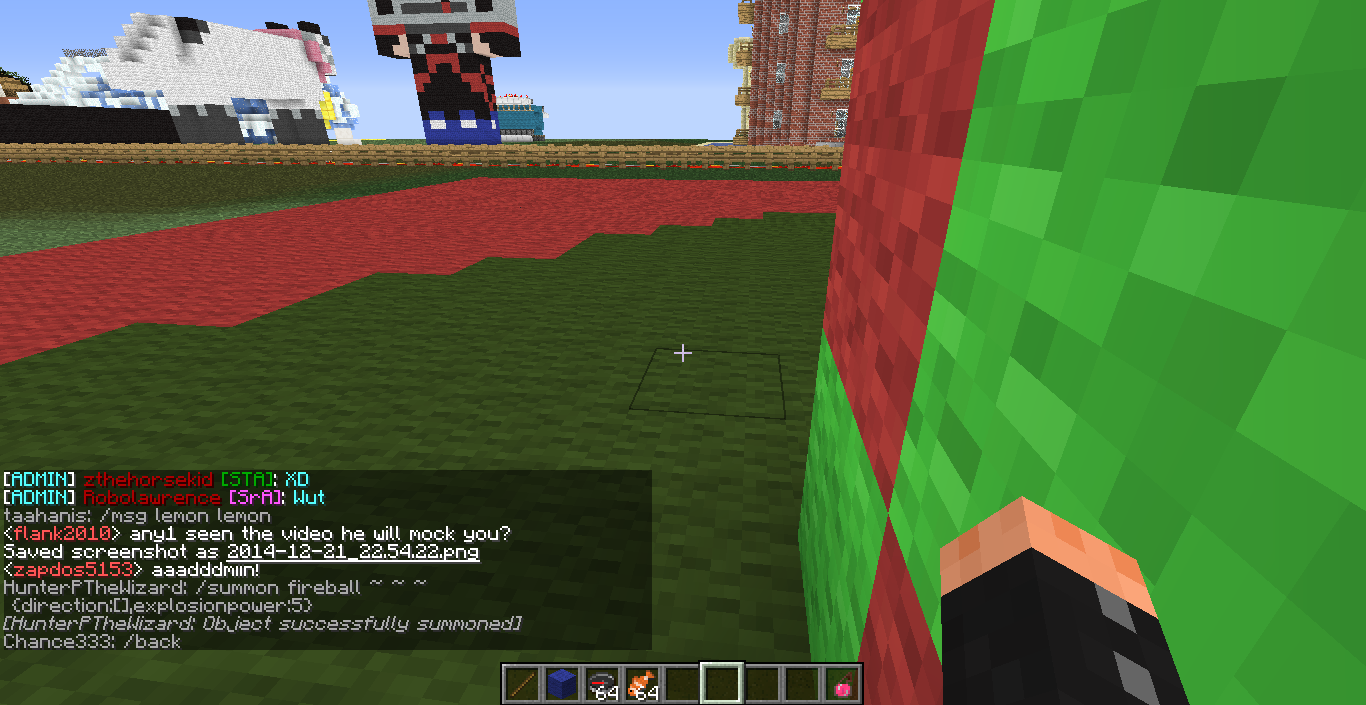 [ADMIN] zthehorsekid [STA]: XD
[ADMIN] Robolawrence [SrA]: Wut
taahanis: /msg lemon lemon
<flank2010> any1 seen the video he will mock you?
Saved screenshot as 2014-12-21_22.54.22.png
<zapdos5153> aaadddmiin!
HunterPTheWizard: /summon fireball ~ ~ ~
{direction:[],explosionpower:5}
[HunterPTheWizard: Object successfully summoned]
Chance333: /back
64 64